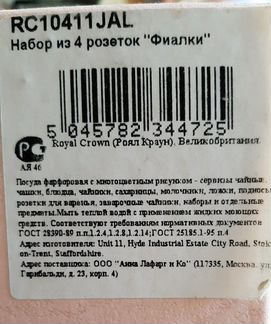 RC10411JAL
Набор из 4 розеток "Фиалки"
5 045782 344725
Royal Crown (Роял Краун), Великобритания
АЯ 46
Посуда фарфоровая с многоцветным рисунком - сервизы чайные
чашки, блюдца, чайники, сахарницы, молочники, ложки, подносы
розетки для варенья, заварочные чайники, наборы и отдельные
предметы. Мыть теплой водой с применением жидких моющих
средств. Соответствуют требованиям нормативных документов
ГОСТ 28390-89 п.п.1.2.4,1.2.8,1.2.14; ГОСТ 25185.1-95 п.4
Адрес изготовителя: Unit 11, Hyde Industrial Estate City Road, Stoke
on-Trent, Staffordshire.
Адрес поставщика: ООО "Анна Лафарг и Ко" (117335, Москва, ул
Гарибальди, д. 23, корп. 4)